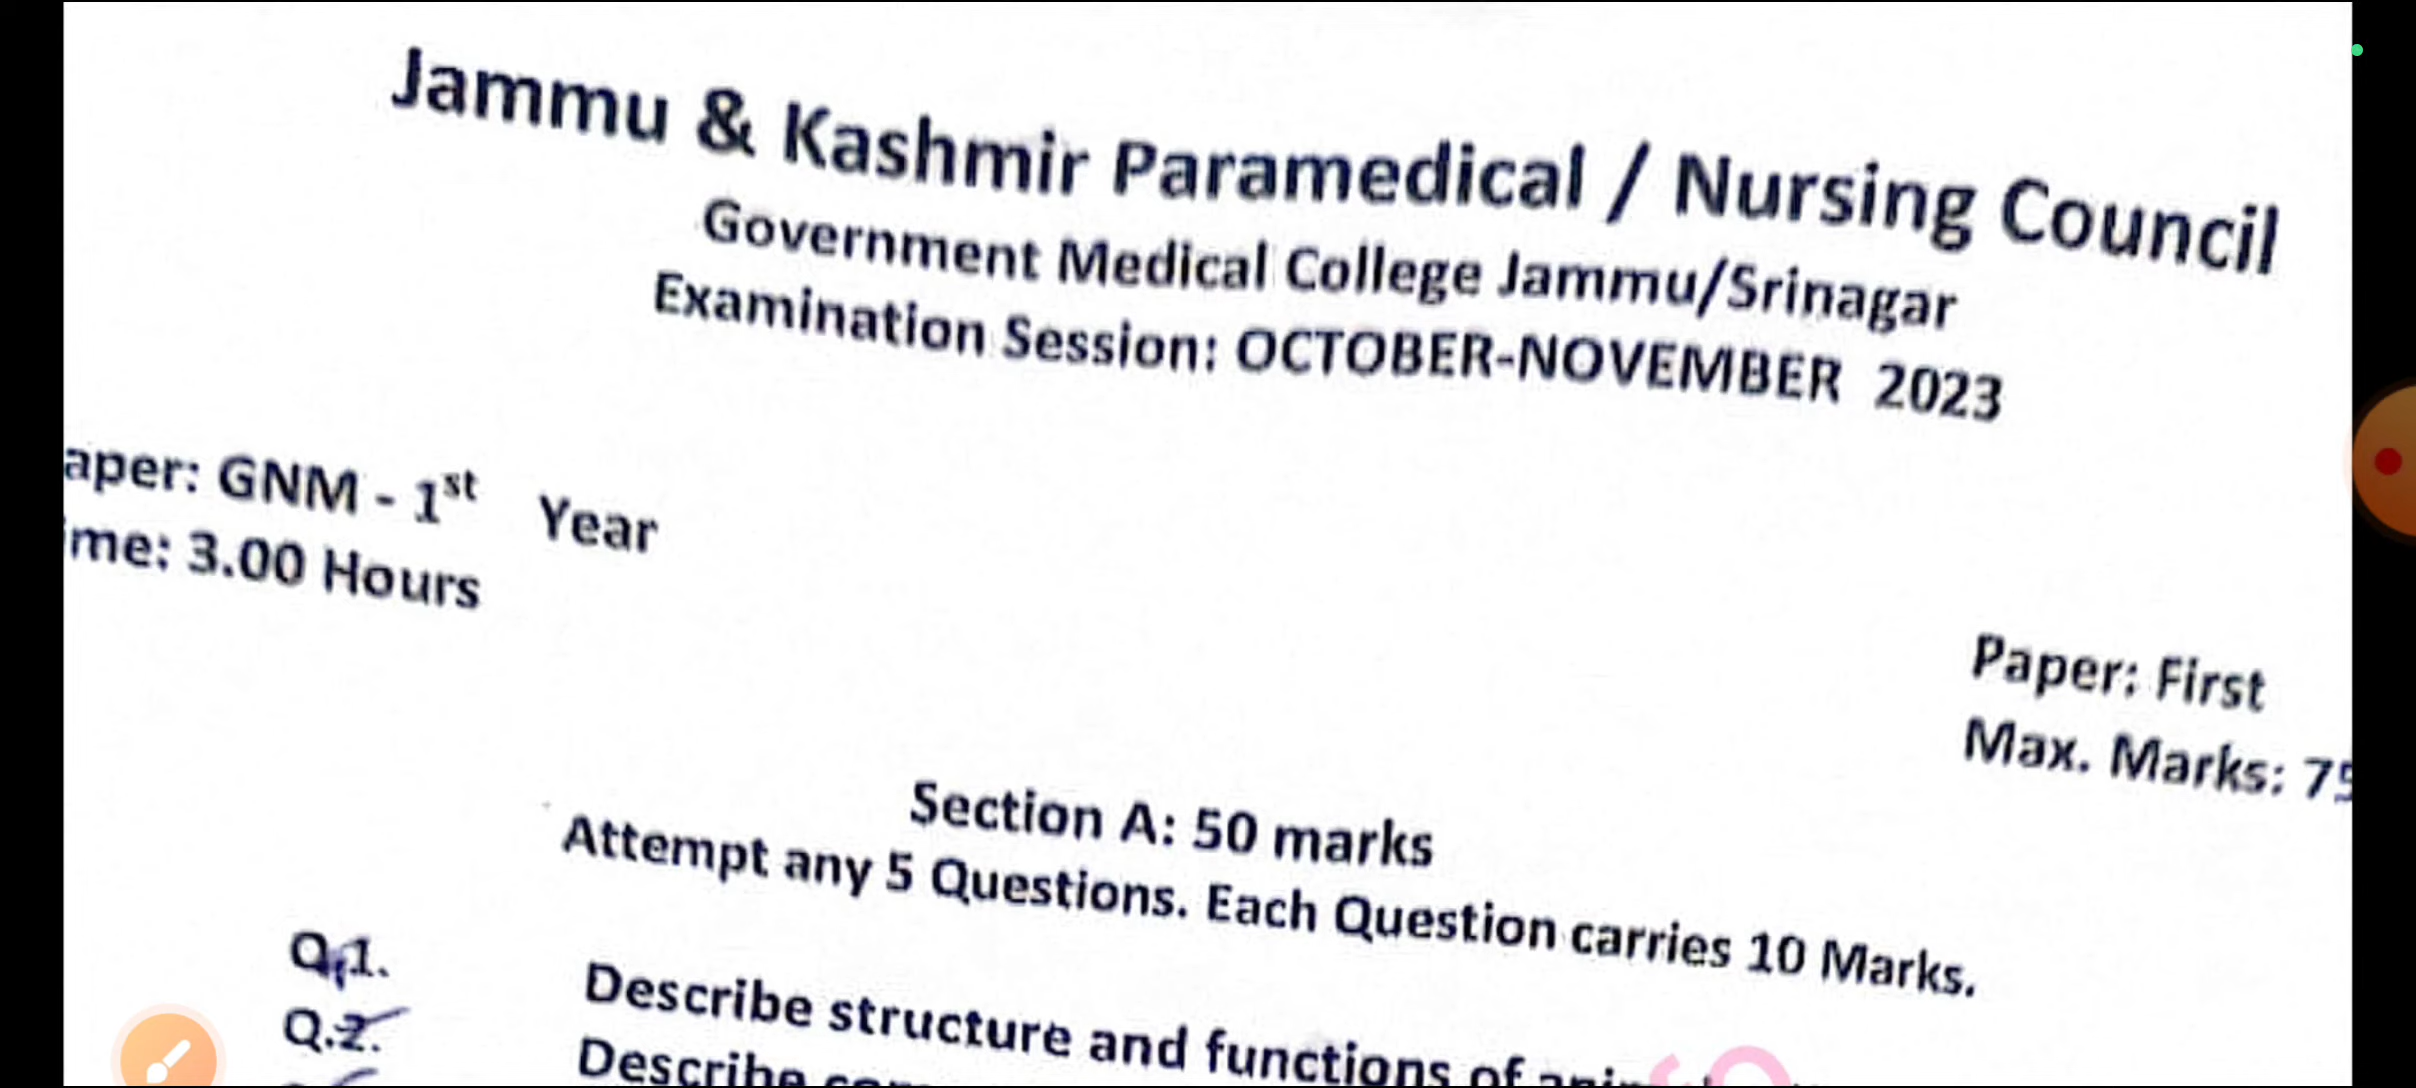 Jammu & Kashmir Paramedical / Nursing Council
Government Medical College Jammu/Srinagar
Examination Session: OCTOBER-NOVEMBER 2023
aper: GNM - 1st Year
ime: 3.00 Hours
Paper: First
Max. Marks: 75
Section A: 50 marks
Attempt any 5 Questions. Each Question carries 10 Marks.
Q.1. Describe structure and functions of
Q.2. Describe